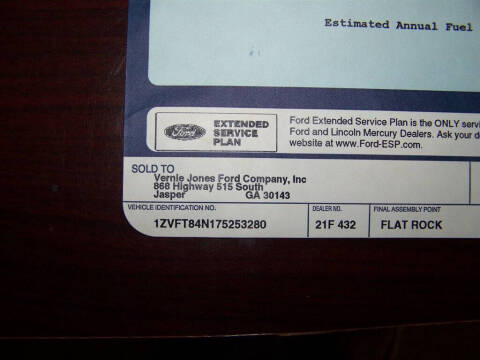 Estimated Annual Fuel
Ford
EXTENDED
SERVICE
PLAN
Ford Extended Service Plan is the ONLY servi
Ford and Lincoln Mercury Dealers. Ask your d
website at www.Ford-ESP.com.
SOLD TO
Vernie Jones Ford Company, Inc
868 Highway 515 South
Jasper GA 30143
VEHICLE IDENTIFICATION NO.
1ZVFT84N175253280
DEALER NO.
21F 432
FINAL ASSEMBLY POINT
FLAT ROCK